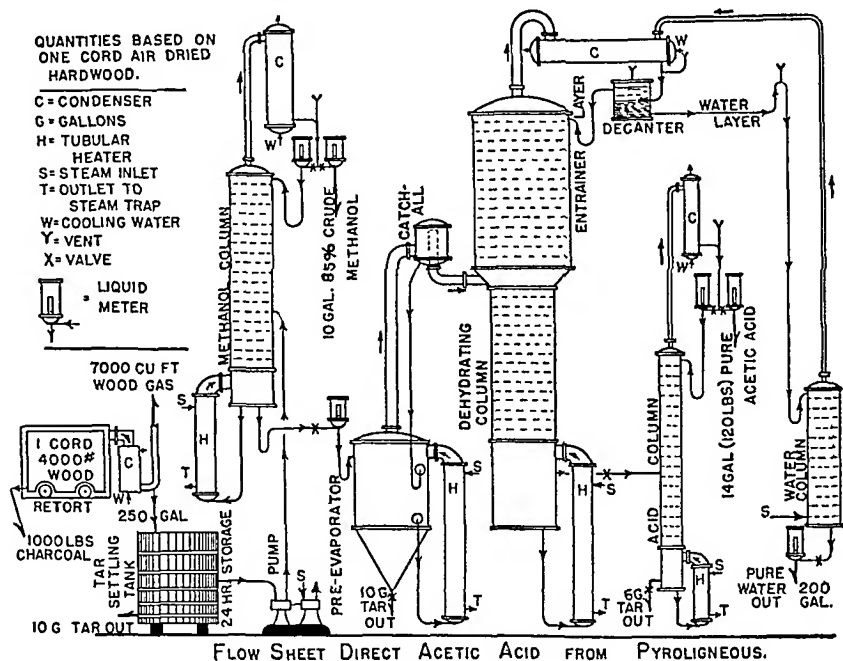 QUANTITIES BASED ON
ONE CORD AIR DRIED
HARDWOOD.
C = CONDENSER
G = GALLONS
H = TUBULAR
HEATER
S = STEAM INLET
T = OUTLET TO
STEAM TRAP
W = COOLING WATER
Y = VENT
X = VALVE
= LIQUID
METER
7000 CU FT
WOOD GAS
1 CORD
4000#
WOOD
RETORT
C
W
250 GAL
1000 LBS
CHARCOAL
TAR
SETTLING
TANK
24 HR. STORAGE
10 G TAR OUT
S
H
T
METHANOL COLUMN
C
W
10 GAL. 85% CRUDE
METHANOL
PUMP
S
PRE-EVAPORATOR
CATCH-
ALL
10 G
TAR
OUT
H
S
T
DEHYDRATING
COLUMN
ENTRAINER
LAYER
C
W
DECANTER
WATER
LAYER
H
S
T
ACID COLUMN
C
W
14 GAL (120 LBS) PURE
ACETIC ACID
6G
TAR
OUT
H
S
T
WATER
COLUMN
S
PURE
WATER
OUT
200
GAL.
FLOW SHEET DIRECT ACETIC ACID FROM PYROLIGNEOUS.